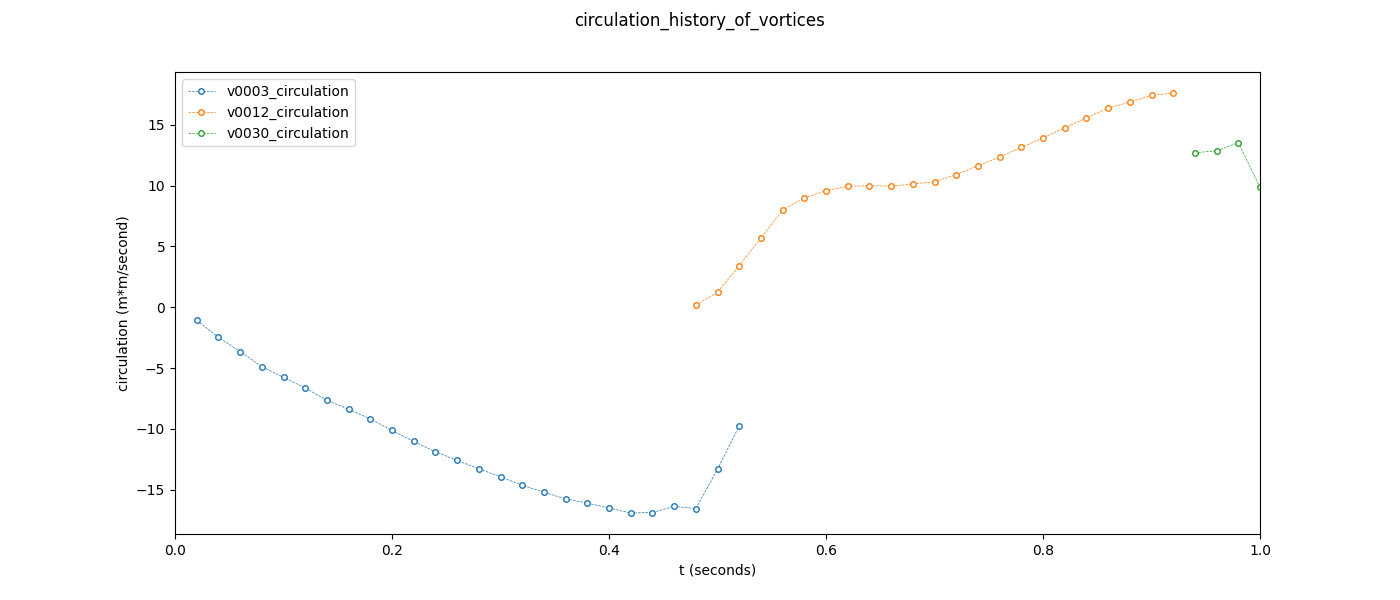 circulation_history_of_vortices
v0003_circulation
v0012_circulation
v0030_circulation
circulation (m*m/second)
15
10
5
0
−5
−10
−15
0.0 0.2 0.4 0.6 0.8 1.0
t (seconds)